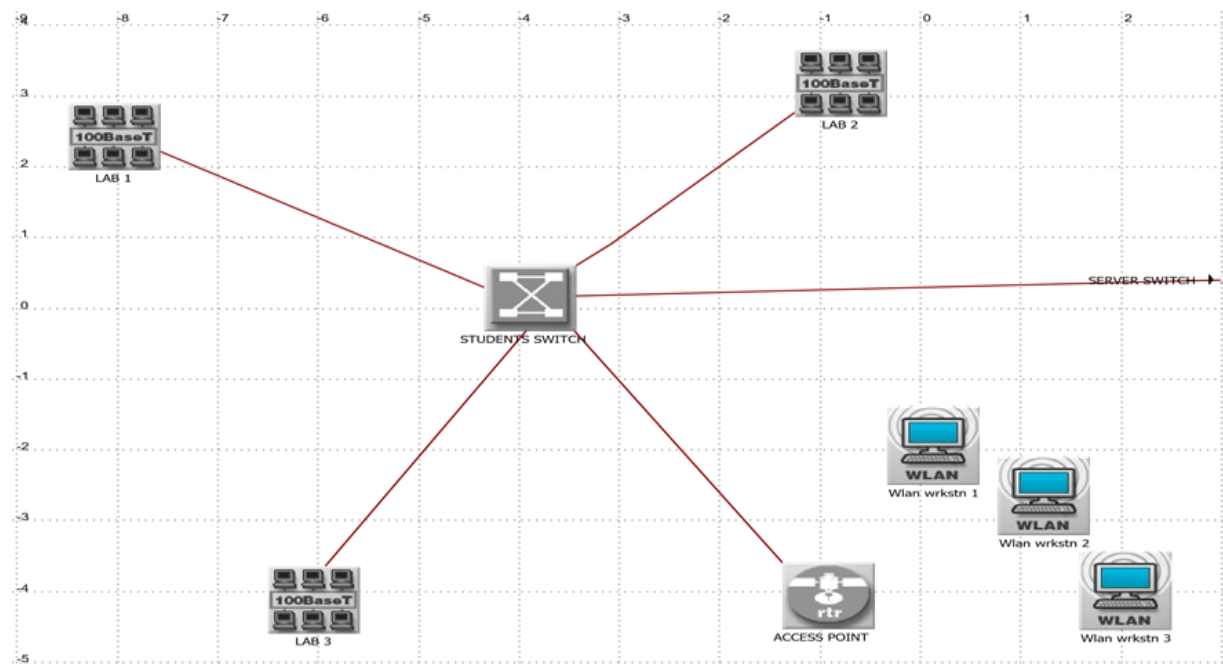 -9 -8 -7 -6 -5 -4 -3 -2 -1 0 1 2
3
100BaseT
LAB 2
100BaseT
LAB 1
2
1
SERVER SWITCH
0
STUDENTS SWITCH
-1
-2
WLAN
Wlan wrkstn 1
WLAN
Wlan wrkstn 2
-3
-4
100BaseT
LAB 3
rtr
ACCESS POINT
WLAN
Wlan wrkstn 3
-5